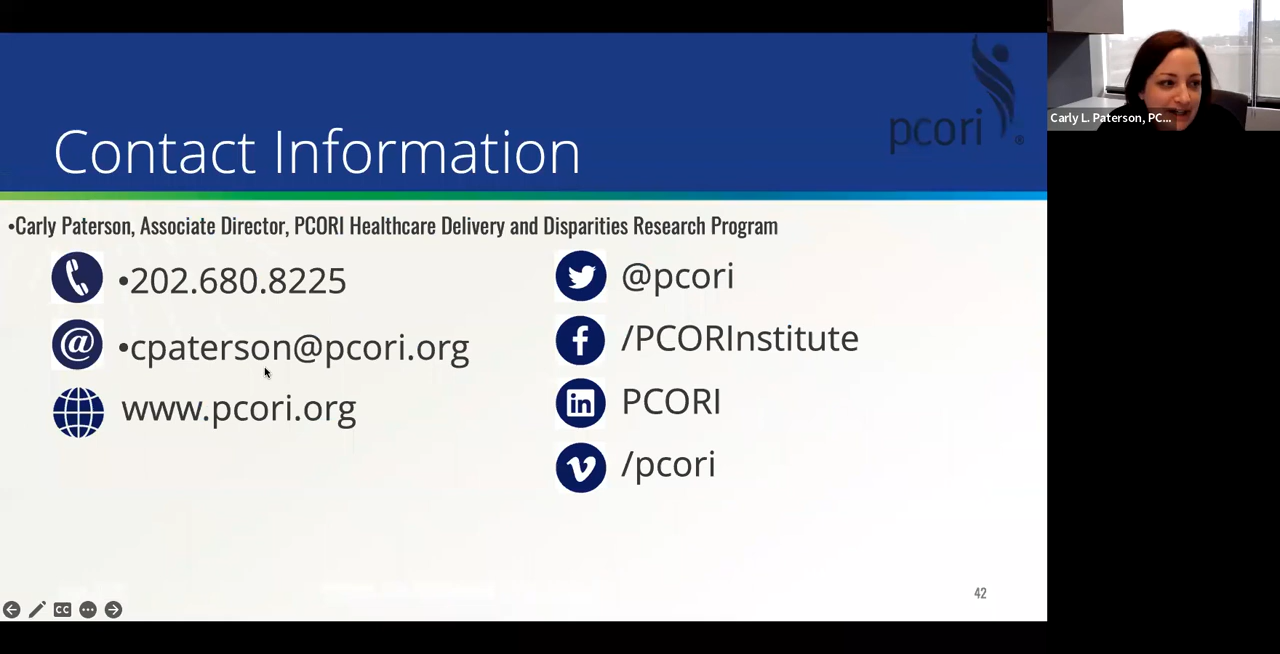 pcori
®
Contact Information
•Carly Paterson, Associate Director, PCORI Healthcare Delivery and Disparities Research Program
•202.680.8225
•cpaterson@pcori.org
www.pcori.org
@pcori
/PCORInstitute
PCORI
/pcori
42
CC
Carly L. Paterson, PC...